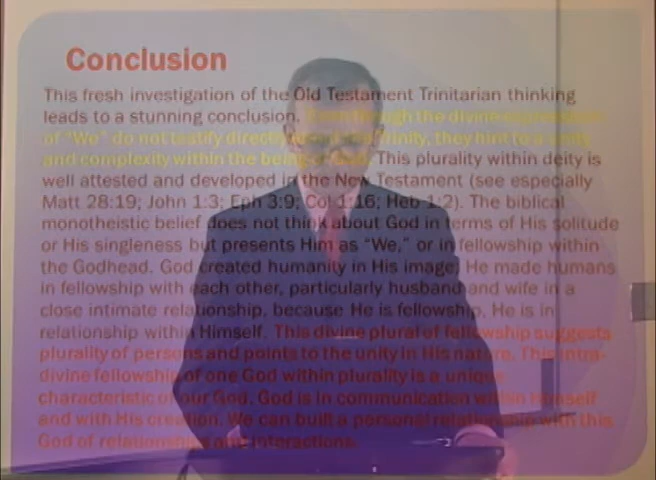 Conclusion
This fresh investigation of the Old Testament Trinitarian thinking
leads to a stunning conclusion. Even though the divine expressions
of "We" do not testify directly about the Trinity, they hint to a unity
and complexity within the being of God. This plurality within deity is
well attested and developed in the New Testament (see especially
Matt 28:19; John 1:3; Eph 3:9; Col 1:16; Heb 1:2). The biblical
monotheistic belief does not think about God in terms of His solitude
or His singleness but presents Him as "We," or in fellowship within
the Godhead. God created humanity in His image; He made humans
in fellowship with each other, particularly husband and wife in a
close intimate relationship, because He is fellowship. He is in
relationship within Himself. This divine plural of fellowship suggests
plurality of persons and points to the unity in His nature. This intra-
divine fellowship of one God within plurality is a unique
characteristic of our God. God is in communication within Himself
and with His creation. We can built a personal relationship with this
God of relationships and interactions.